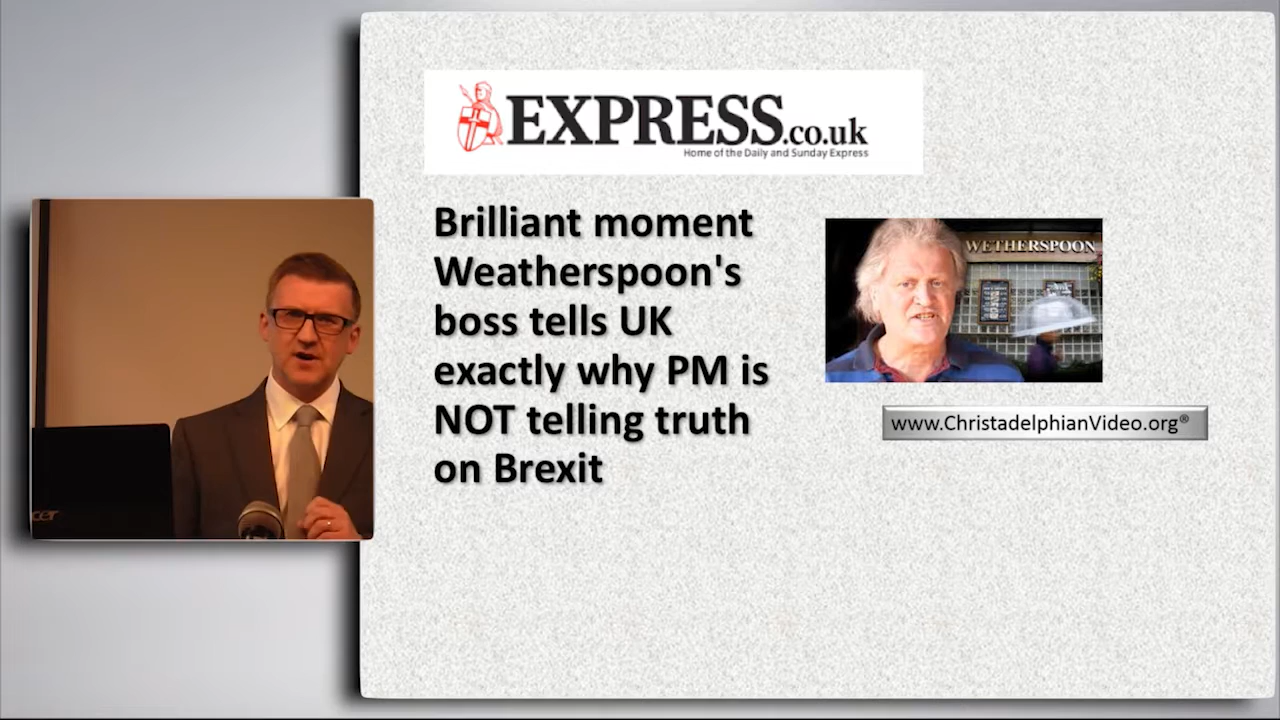 EXPRESS.co.uk
Home of the Daily and Sunday Express
Brilliant moment
Weatherspoon's
boss tells UK
exactly why PM is
NOT telling truth
on Brexit
WETHERSPOON
www.ChristadelphianVideo.org®
acer